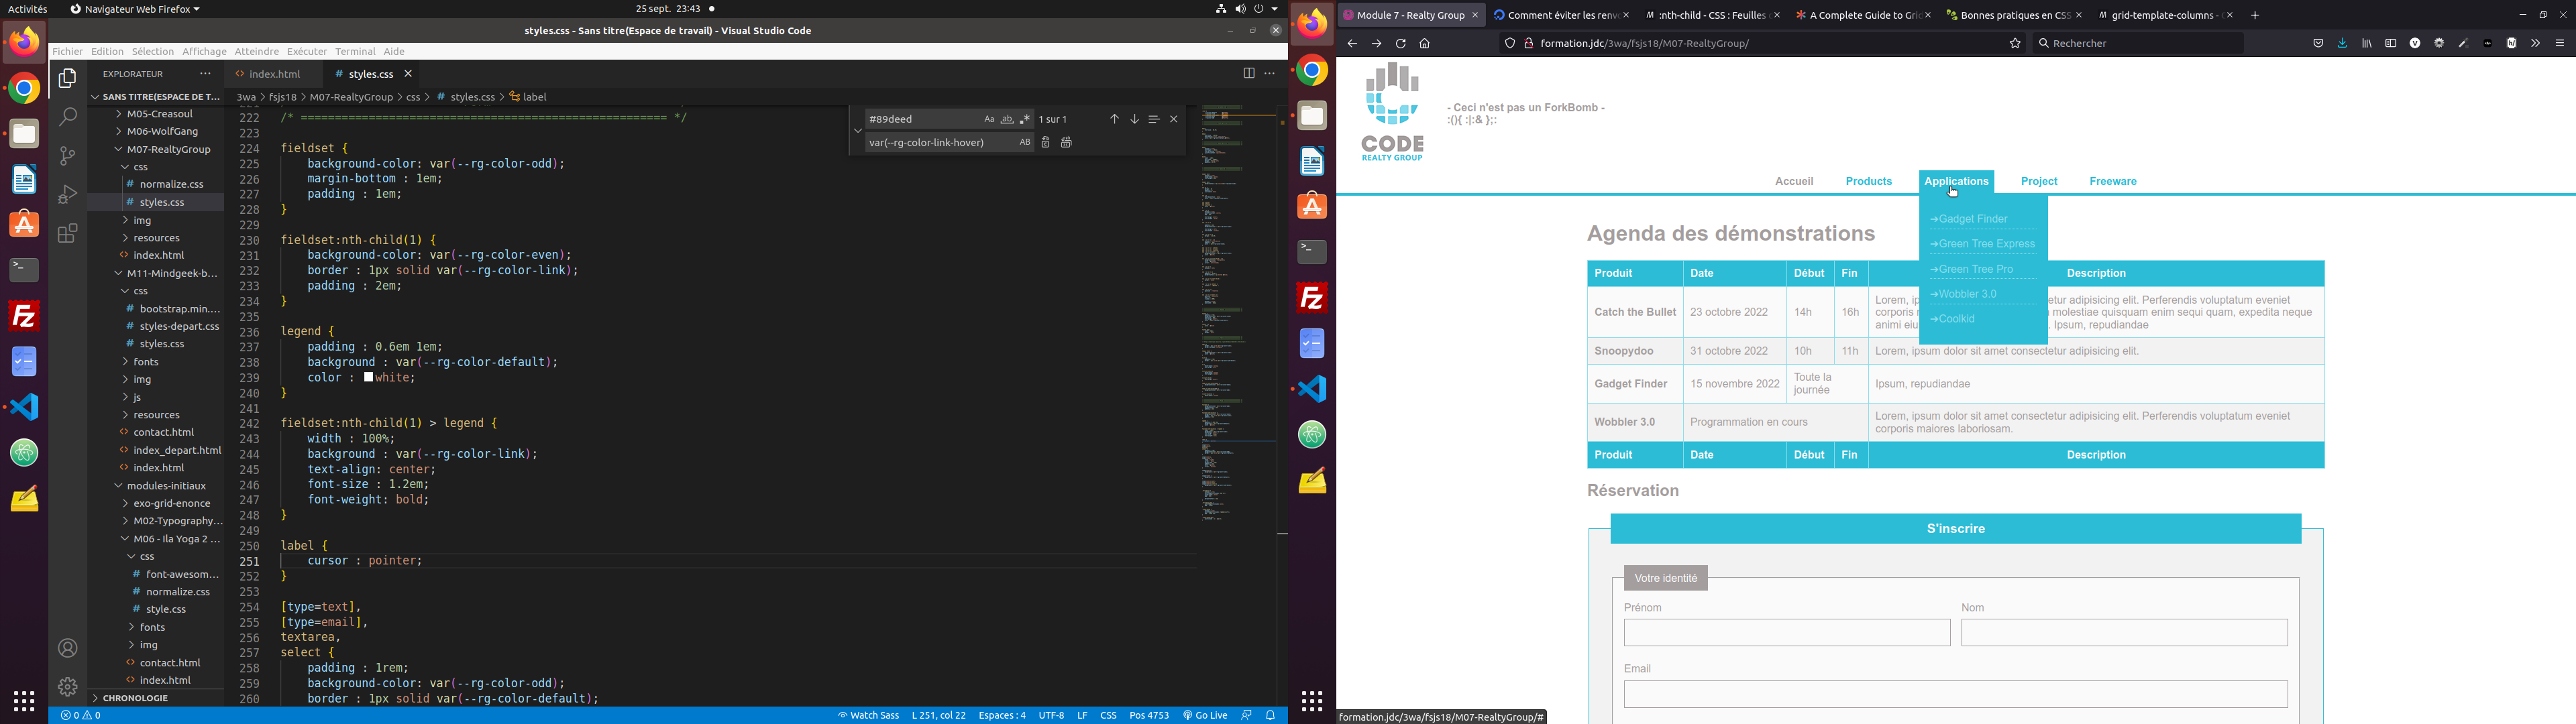 Activités
Navigateur Web Firefox
25 sept. 23:43
styles.css - Sans titre(Espace de travail) - Visual Studio Code
Fichier Edition Sélection Affichage Atteindre Exécuter Terminal Aide
EXPLORATEUR
SANS TITRE(ESPACE DE T...
M05-Creasoul
M06-WolfGang
M07-RealtyGroup
css
normalize.css
styles.css
img
resources
index.html
M11-Mindgeek-b...
css
bootstrap.min....
styles-depart.css
styles.css
fonts
img
js
resources
contact.html
index_depart.html
index.html
modules-initiaux
exo-grid-enonce
M02-Typography...
M06 - Ila Yoga 2 ...
css
font-awesom...
normalize.css
style.css
fonts
img
contact.html
index.html
CHRONOLOGIE
index.html
styles.css
3wa > fsjs18 > M07-RealtyGroup > css > styles.css > label
#89deed
Aa ab 1 sur 1
var(--rg-color-link-hover) AB
222 /* ====================================================== */
223
224 fieldset {
225 background-color: var(--rg-color-odd);
226 margin-bottom : 1em;
227 padding : 1em;
228 }
229
230 fieldset:nth-child(1) {
231 background-color: var(--rg-color-even);
232 border : 1px solid var(--rg-color-link);
233 padding : 2em;
234 }
235
236 legend {
237 padding : 0.6em 1em;
238 background : var(--rg-color-default);
239 color : white;
240 }
241
242 fieldset:nth-child(1) > legend {
243 width : 100%;
244 background : var(--rg-color-link);
245 text-align: center;
246 font-size : 1.2em;
247 font-weight: bold;
248 }
249
250 label {
251 cursor : pointer;
252 }
253
254 [type=text],
255 [type=email],
256 textarea,
257 select {
258 padding : 1rem;
259 background-color: var(--rg-color-odd);
260 border : 1px solid var(--rg-color-default);
0 0
Watch Sass L 251, col 22 Espaces : 4 UTF-8 LF CSS Pos 4753 Go Live
Module 7 - Realty Group
Comment éviter les renv
:nth-child - CSS : Feuilles
A Complete Guide to Gri
Bonnes pratiques en CSS
grid-template-columns -
formation.jdc/3wa/fsjs18/M07-RealtyGroup/
Rechercher
CODE
REALTY GROUP
- Ceci n'est pas un ForkBomb -
:(){ :|:& };:
Accueil Products Applications Project Freeware
➔Gadget Finder
➔Green Tree Express
➔Green Tree Pro
➔Wobbler 3.0
➔Coolkid
Agenda des démonstrations
Produit Date Début Fin Description
Catch the Bullet 23 octobre 2022 14h 16h
Lorem, ip etur adipisicing elit. Perferendis voluptatum eveniet
corporis molestiae quisquam enim sequi quam, expedita neque
animi eius . Ipsum, repudiandae
Snoopydoo 31 octobre 2022 10h 11h Lorem, ipsum dolor sit amet consectetur adipisicing elit.
Gadget Finder 15 novembre 2022 Toute la journée Ipsum, repudiandae
Wobbler 3.0 Programmation en cours
Lorem, ipsum dolor sit amet consectetur adipisicing elit. Perferendis voluptatum eveniet
corporis maiores laboriosam.
Produit Date Début Fin Description
Réservation
S'inscrire
Votre identité
Prénom
Nom
Email
formation.jdc/3wa/fsjs18/M07-RealtyGroup/#